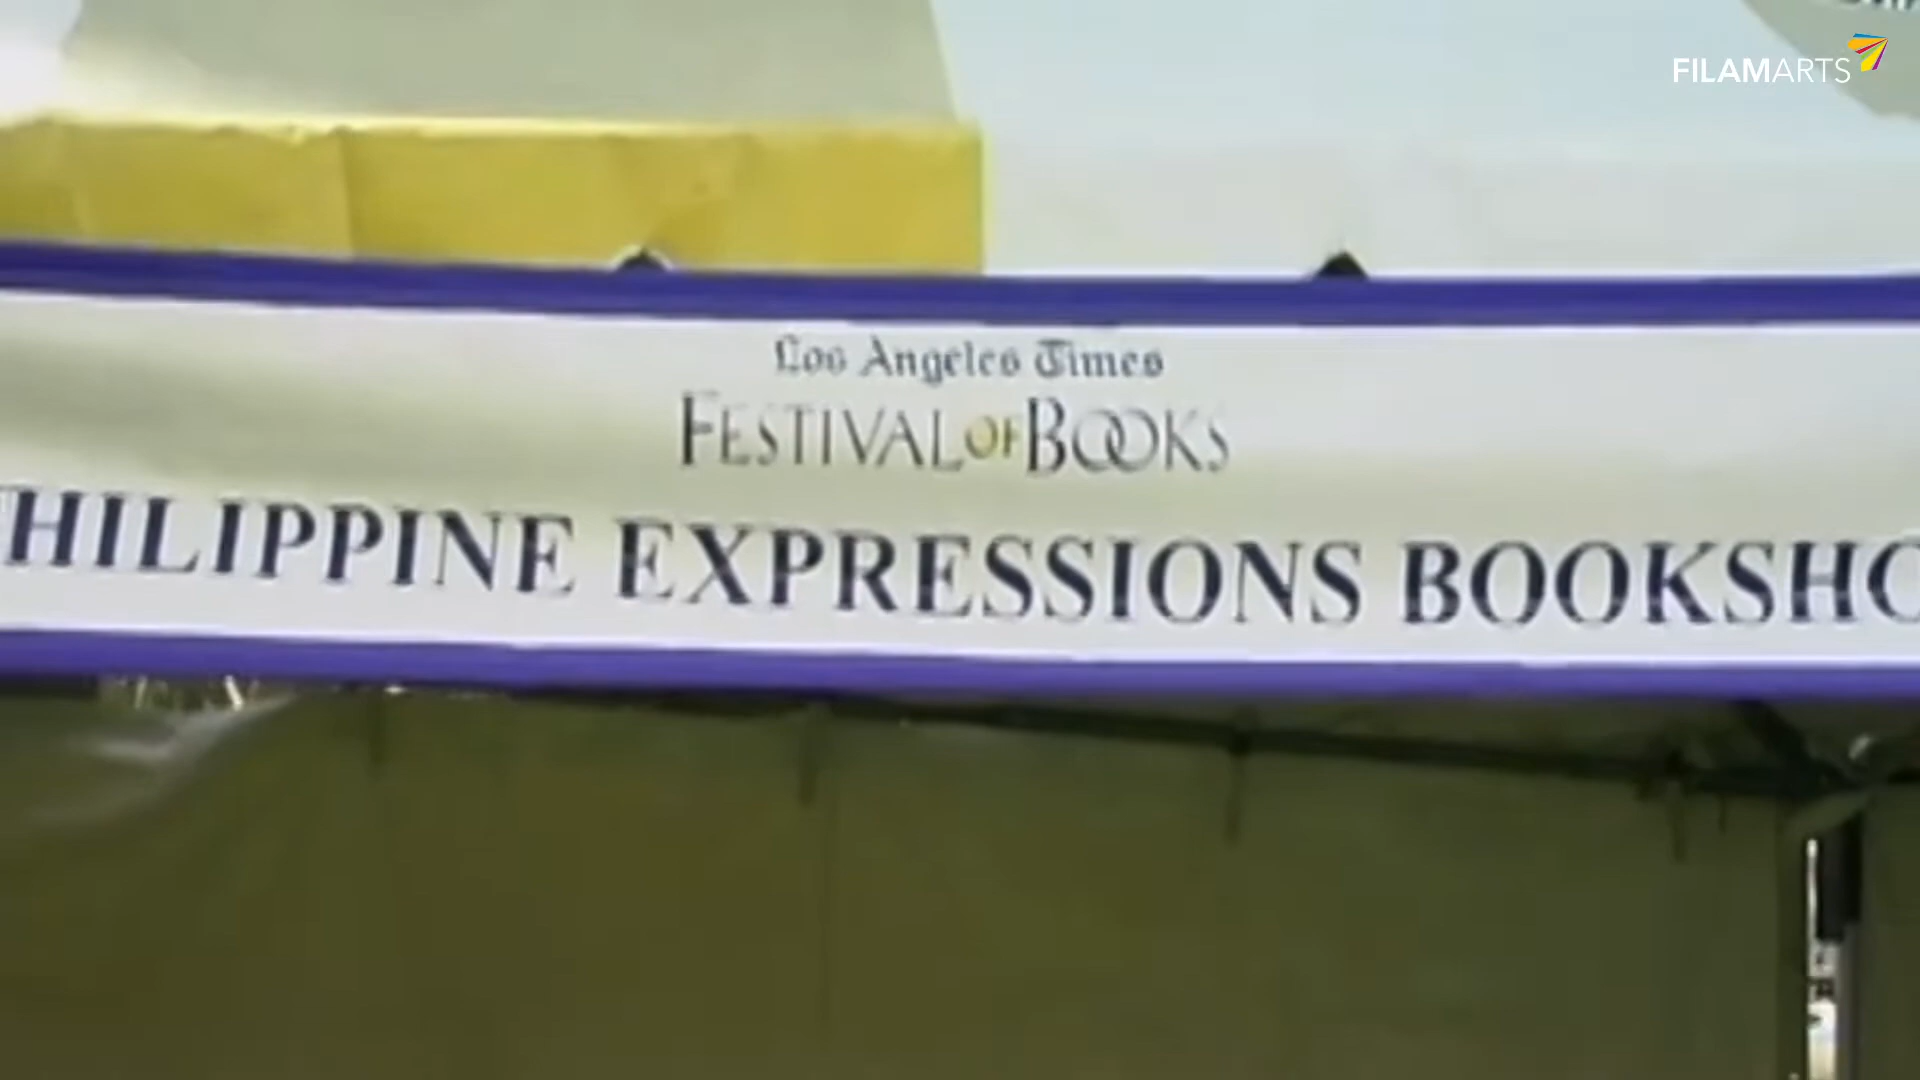 FILAMARTS
Los Angeles Times
FESTIVAL OF BOOKS
HILIPPINE EXPRESSIONS BOOKSHO